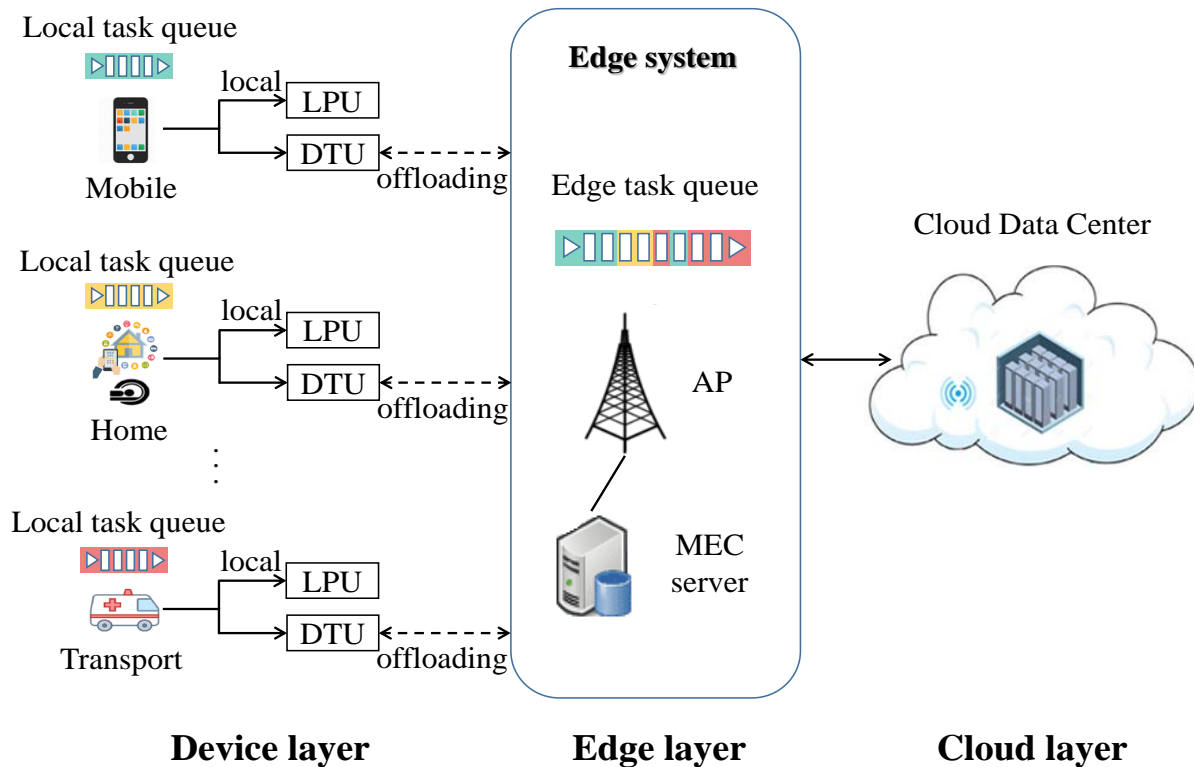 Local task queue
local
LPU
DTU
offloading
Mobile
Local task queue
local
LPU
DTU
offloading
Home
Local task queue
local
LPU
DTU
offloading
Transport
Edge system
Edge task queue
AP
MEC
server
Cloud Data Center
Device layer
Edge layer
Cloud layer